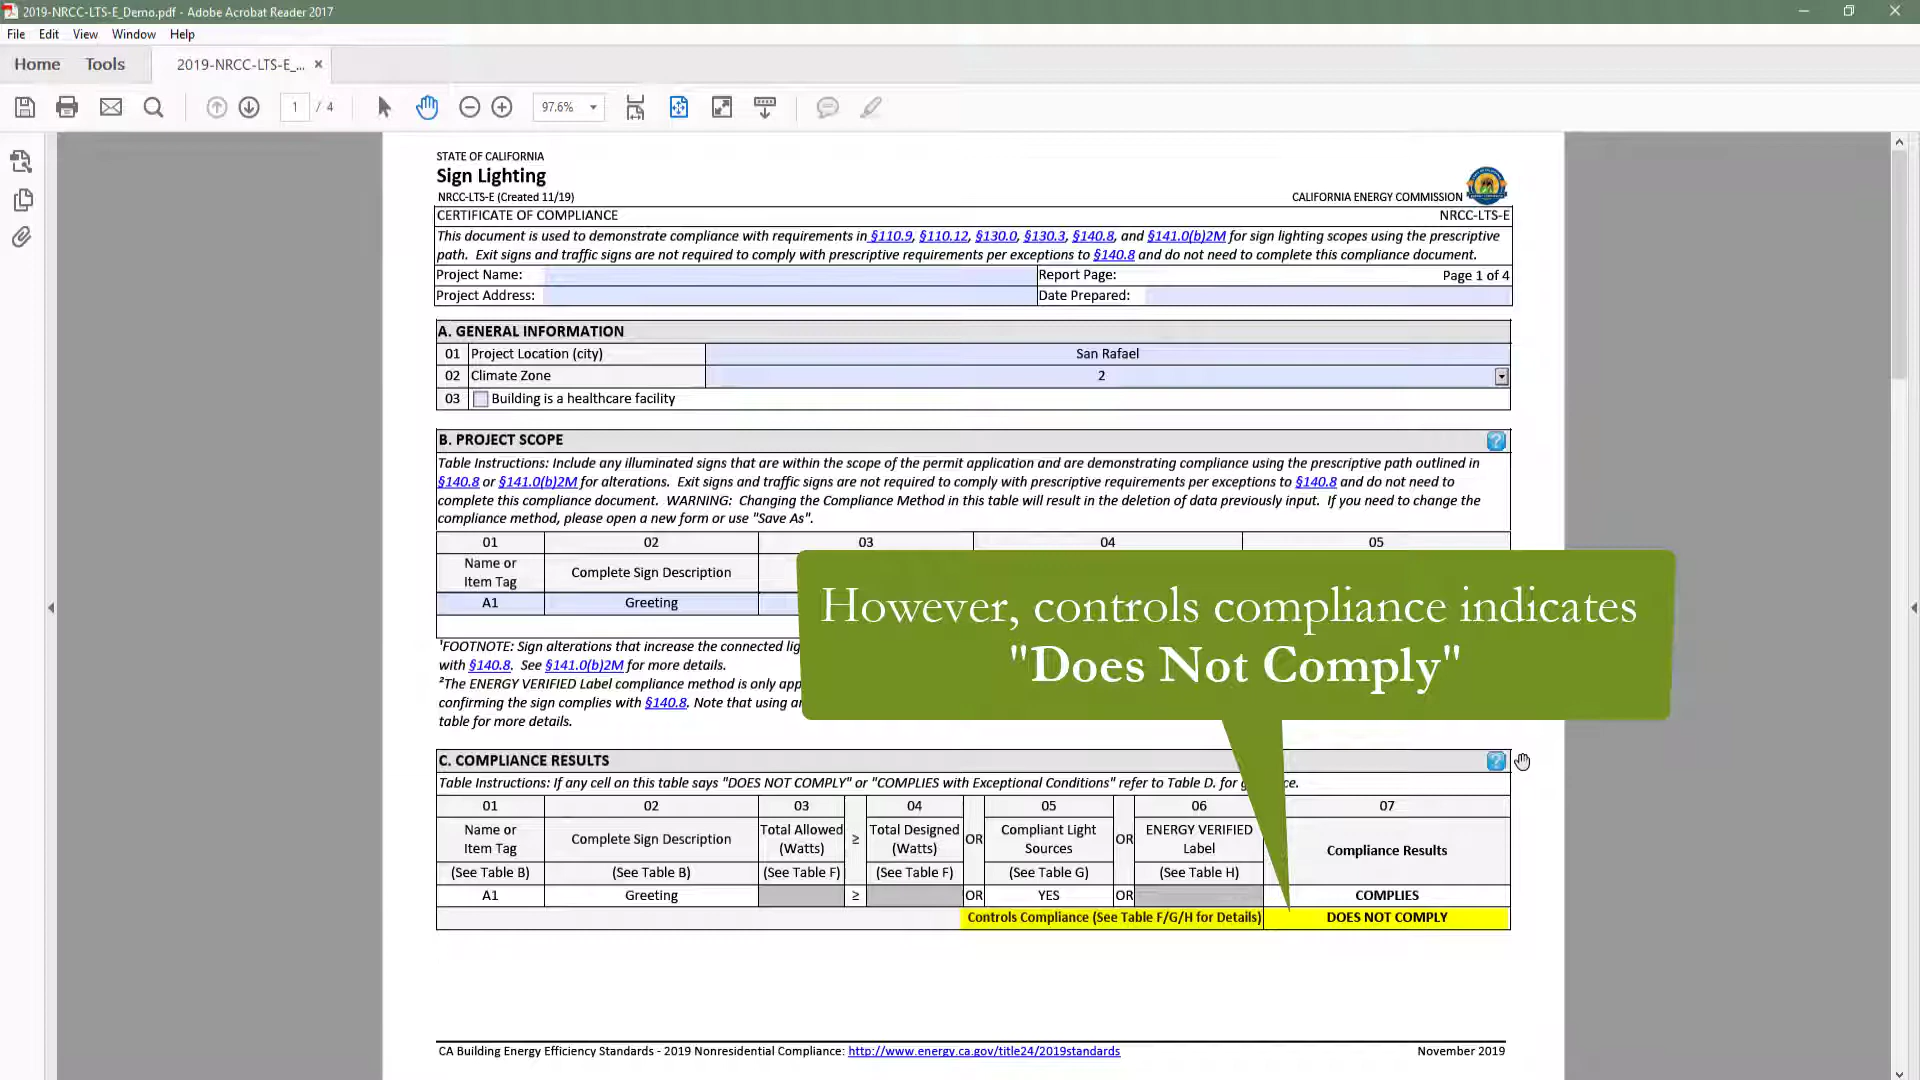 2019-NRCC-LTS-E_Demo.pdf - Adobe Acrobat Reader 2017
File Edit View Window Help
Home Tools 2019-NRCC-LTS-E_... ×
1 / 4 97.6%
STATE OF CALIFORNIA
Sign Lighting
NRCC-LTS-E (Created 11/19) CALIFORNIA ENERGY COMMISSION
CERTIFICATE OF COMPLIANCE NRCC-LTS-E
This document is used to demonstrate compliance with requirements in §110.9, §110.12, §130.0, §130.3, §140.8, and §141.0(b)2M for sign lighting scopes using the prescriptive
path. Exit signs and traffic signs are not required to comply with prescriptive requirements per exceptions to §140.8 and do not need to complete this compliance document.
Project Name: Report Page: Page 1 of 4
Project Address: Date Prepared:
A. GENERAL INFORMATION
01 Project Location (city) San Rafael
02 Climate Zone 2
03 Building is a healthcare facility
B. PROJECT SCOPE ?
Table Instructions: Include any illuminated signs that are within the scope of the permit application and are demonstrating compliance using the prescriptive path outlined in
§140.8 or §141.0(b)2M for alterations. Exit signs and traffic signs are not required to comply with prescriptive requirements per exceptions to §140.8 and do not need to
complete this compliance document. WARNING: Changing the Compliance Method in this table will result in the deletion of data previously input. If you need to change the
compliance method, please open a new form or use "Save As".
01 02 03 04 05
Name or
Item Tag
Complete Sign Description
A1 Greeting
However, controls compliance indicates
"Does Not Comply"
¹FOOTNOTE: Sign alterations that increase the connected
with §140.8. See §141.0(b)2M for more details.
²The ENERGY VERIFIED Label compliance method is only
confirming the sign complies with §140.8. Note that using
table for more details.
C. COMPLIANCE RESULTS ?
Table Instructions: If any cell on this table says "DOES NOT COMPLY" or "COMPLIES with Exceptional Conditions" refer to Table D. for
01 02 03 04 05 06 07
Name or
Item Tag
Complete Sign Description
Total Allowed
(Watts)
≥
Total Designed
(Watts)
OR
Compliant Light
Sources
OR
ENERGY VERIFIED
Label
Compliance Results
(See Table B) (See Table B) (See Table F) (See Table F) (See Table G) (See Table H)
A1 Greeting ≥ OR YES OR COMPLIES
Controls Compliance (See Table F/G/H for Details) DOES NOT COMPLY
CA Building Energy Efficiency Standards - 2019 Nonresidential Compliance: http://www.energy.ca.gov/title24/2019standards November 2019